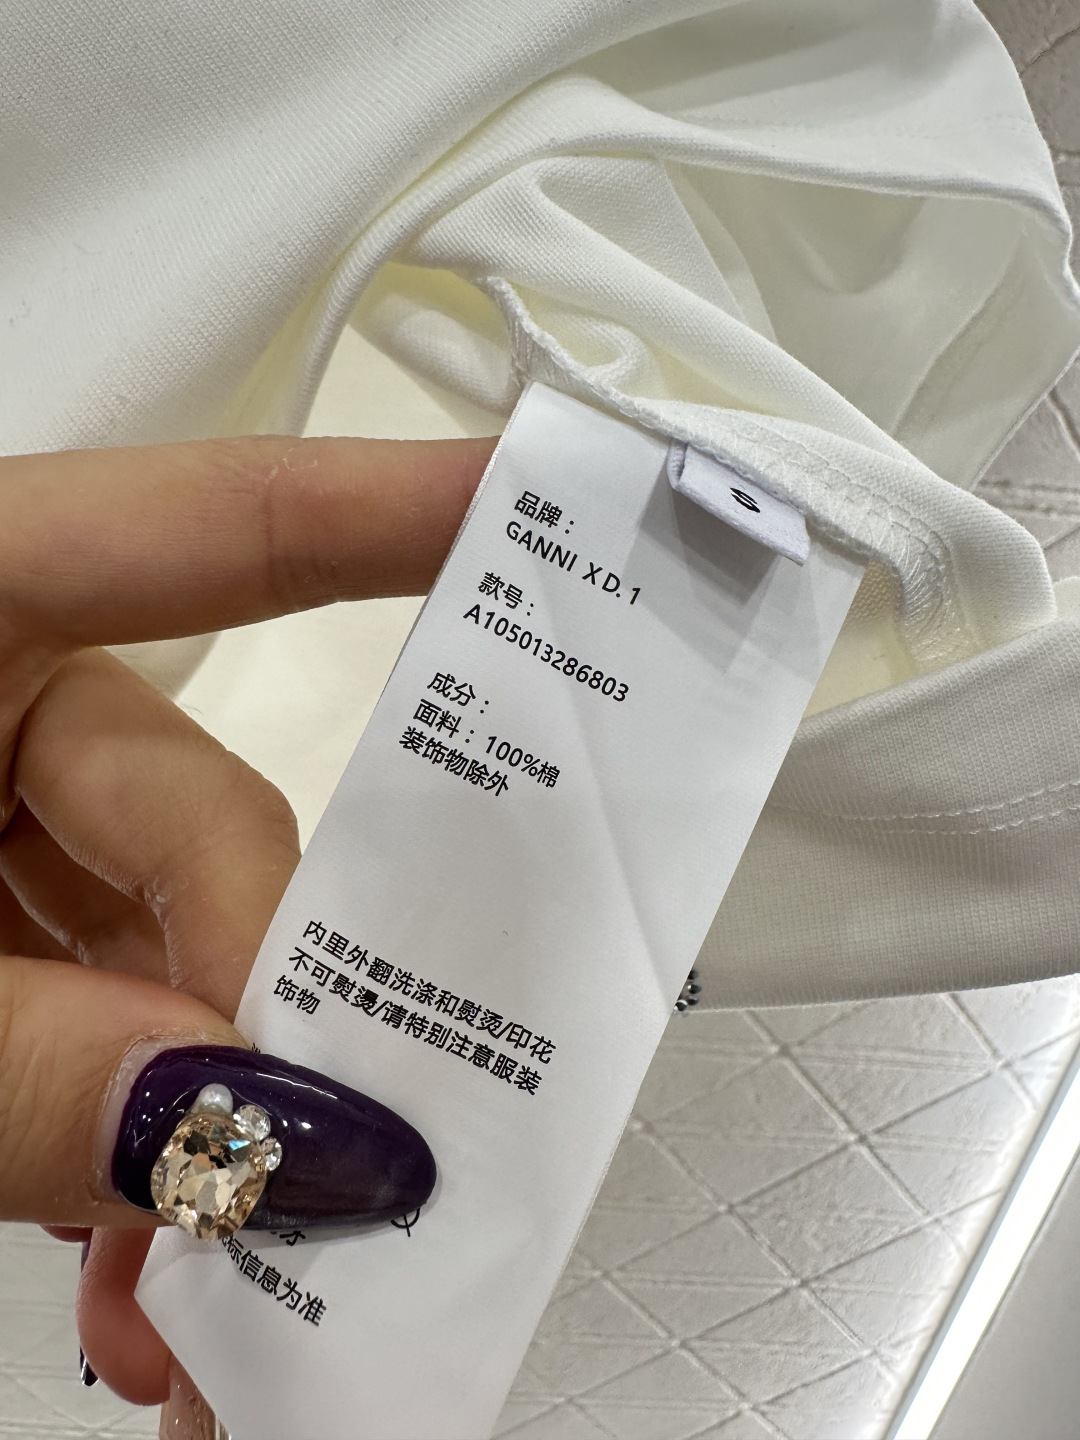 S
品牌：
GANNI X D. 1
款号：
A105013286803
成分：
面料：100%棉
装饰物除外
内里外翻洗涤和熨烫/印花
不可熨烫/请特别注意服装
饰物
标信息为准